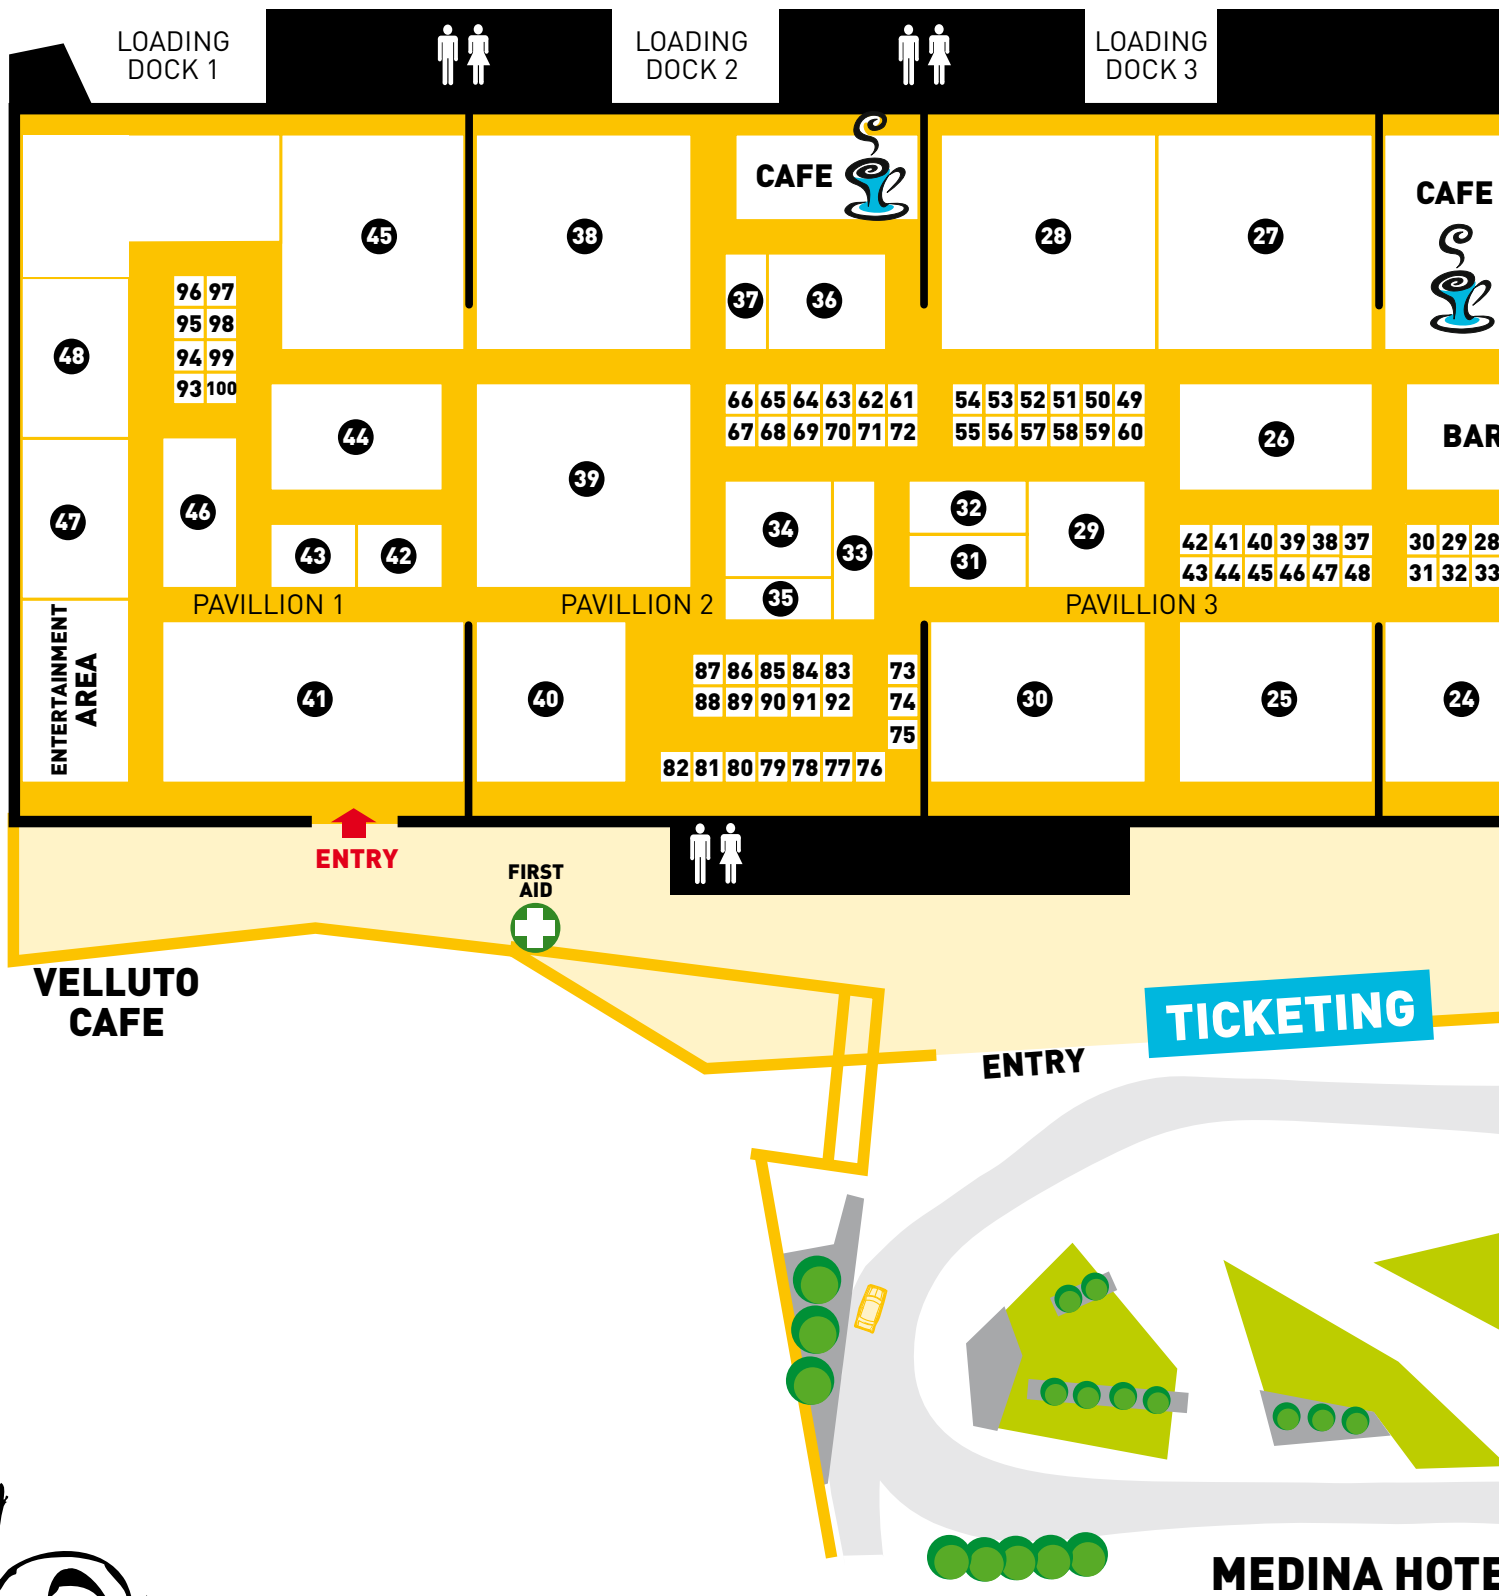 LOADING
DOCK 1
LOADING
DOCK 2
LOADING
DOCK 3
CAFE
CAFE
45
38
28
27
37
36
96 97
95 98
94 99
93 100
48
66 65 64 63 62 61
67 68 69 70 71 72
54 53 52 51 50 49
55 56 57 58 59 60
44
26
BAR
39
47
46
43
42
34
33
35
32
31
29
42 41 40 39 38 37
43 44 45 46 47 48
30 29 28
31 32 33
PAVILLION 1
PAVILLION 2
PAVILLION 3
ENTERTAINMENT
AREA
41
40
87 86 85 84 83
88 89 90 91 92
73
74
75
82 81 80 79 78 77 76
30
25
24
ENTRY
FIRST
AID
VELLUTO
CAFE
TICKETING
ENTRY
MEDINA HOTE